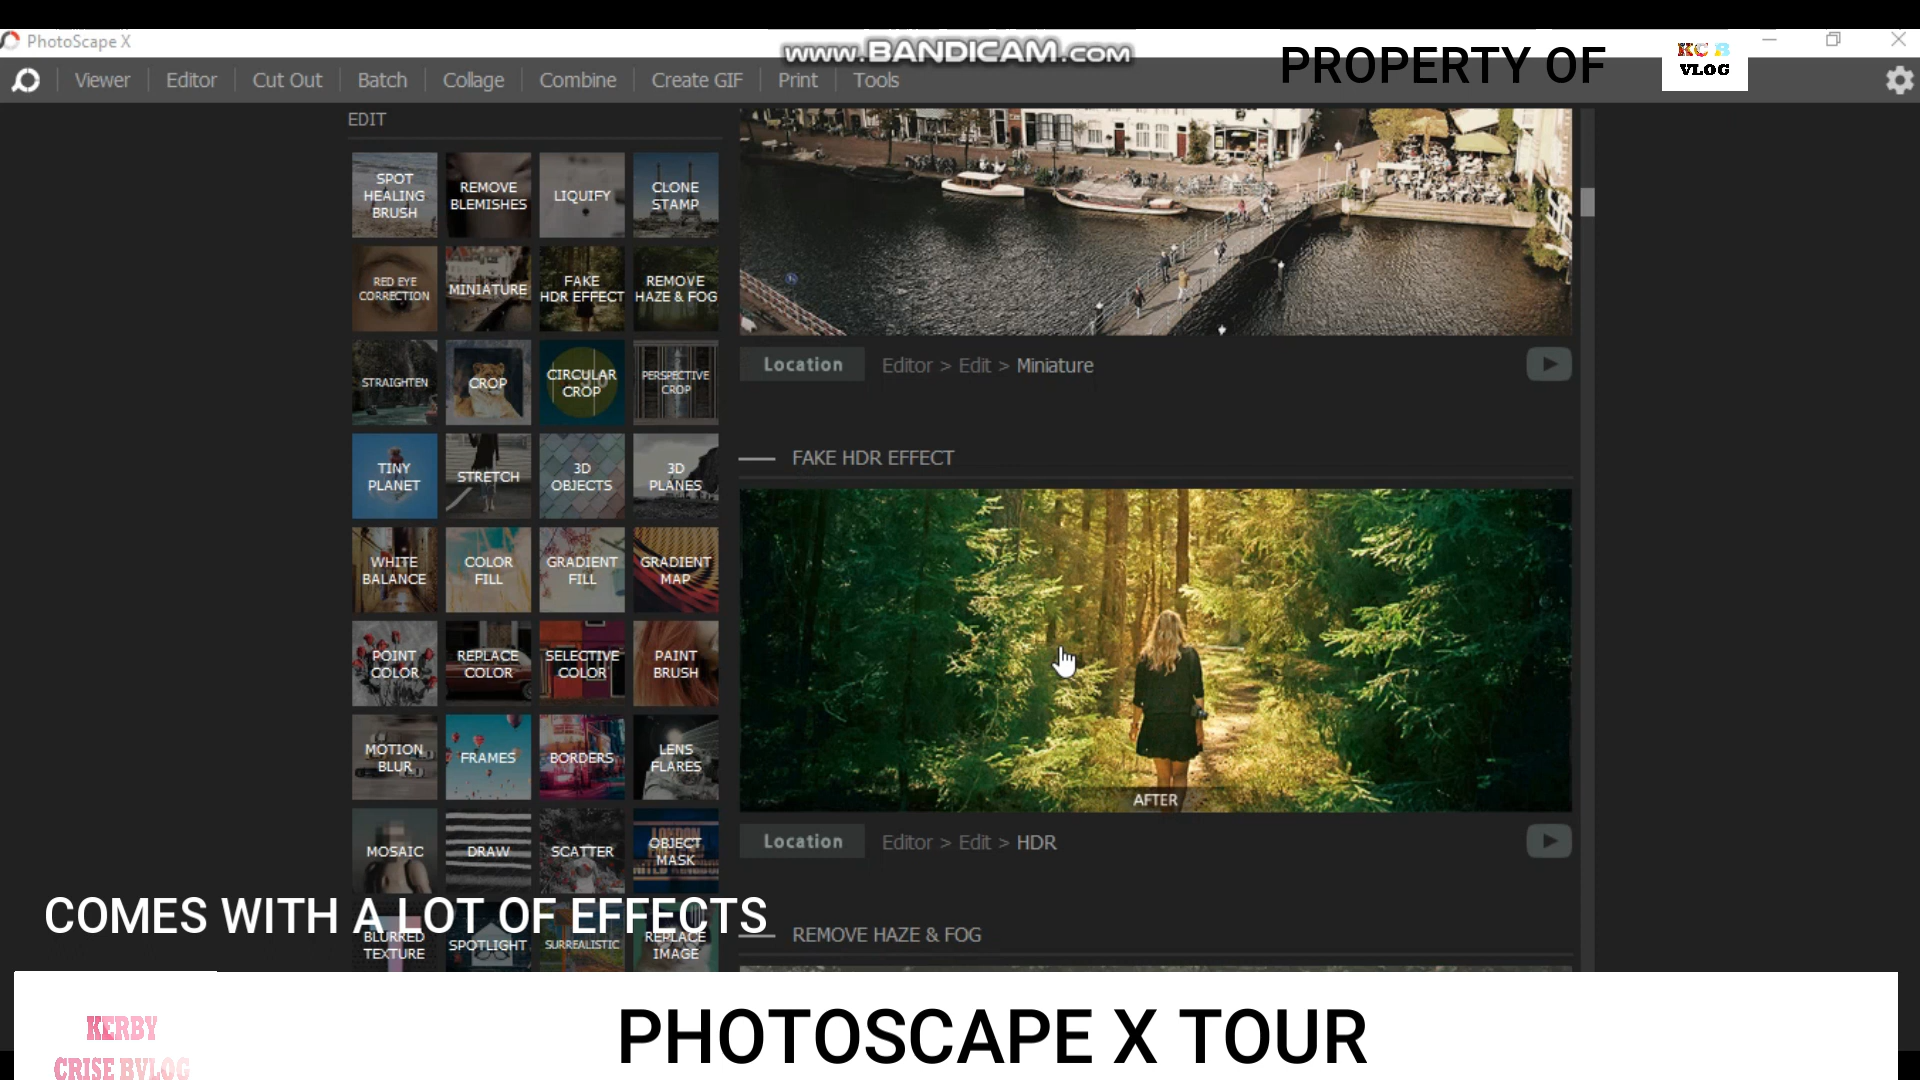 PhotoScape X
www.BANDICAM.com
PROPERTY OF
KC B
VLOG
Viewer
Editor
Cut Out
Batch
Collage
Combine
Create GIF
Print
Tools
EDIT
SPOT
HEALING
BRUSH
REMOVE
BLEMISHES
LIQUIFY
CLONE
STAMP
RED EYE
CORRECTION
MINIATURE
FAKE
HDR EFFECT
REMOVE
HAZE & FOG
STRAIGHTEN
CROP
CIRCULAR
CROP
PERSPECTIVE
CROP
TINY
PLANET
STRETCH
3D
OBJECTS
3D
PLANES
WHITE
BALANCE
COLOR
FILL
GRADIENT
FILL
GRADIENT
MAP
POINT
COLOR
REPLACE
COLOR
SELECTIVE
COLOR
PAINT
BRUSH
MOTION
BLUR
FRAMES
BORDERS
LENS
FLARES
MOSAIC
DRAW
SCATTER
OBJECT
MASK
BLURRED
TEXTURE
SPOTLIGHT
SURREALISTIC
REPLACE
IMAGE
Location
Editor > Edit > Miniature
FAKE HDR EFFECT
AFTER
Location
Editor > Edit > HDR
REMOVE HAZE & FOG
COMES WITH A LOT OF EFFECTS
KERBY
CRISE BVLOG
PHOTOSCAPE X TOUR